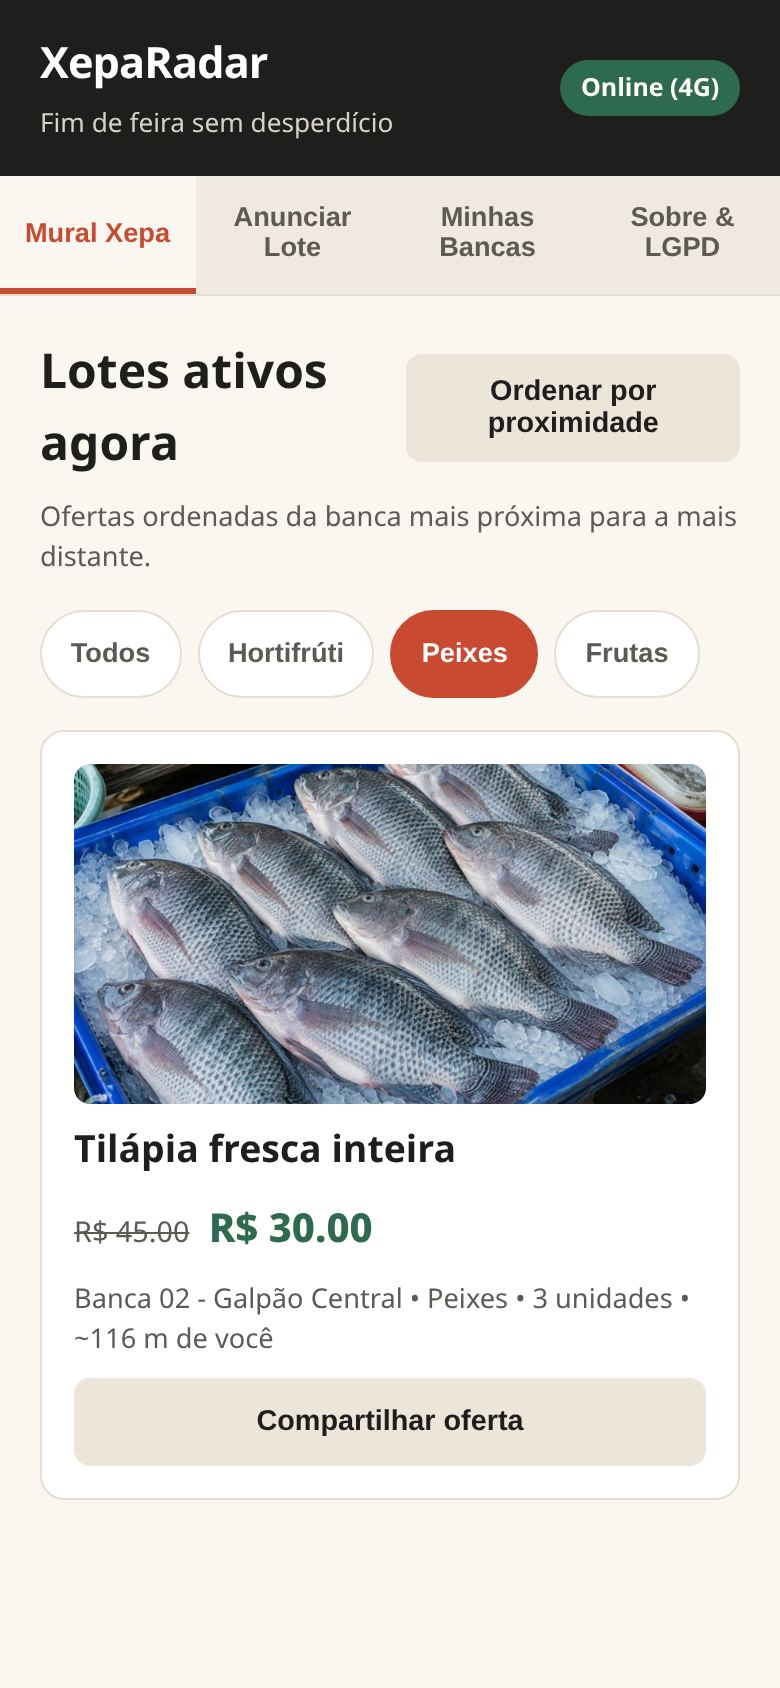 XepaRadar
Fim de feira sem desperdício
Online (4G)
Mural Xepa
Anunciar
Lote
Minhas
Bancas
Sobre &
LGPD
Lotes ativos
agora
Ordenar por
proximidade
Ofertas ordenadas da banca mais próxima para a mais
distante.
Todos
Hortifrúti
Peixes
Frutas
Tilápia fresca inteira
R$ 45.00 R$ 30.00
Banca 02 - Galpão Central • Peixes • 3 unidades •
~116 m de você
Compartilhar oferta